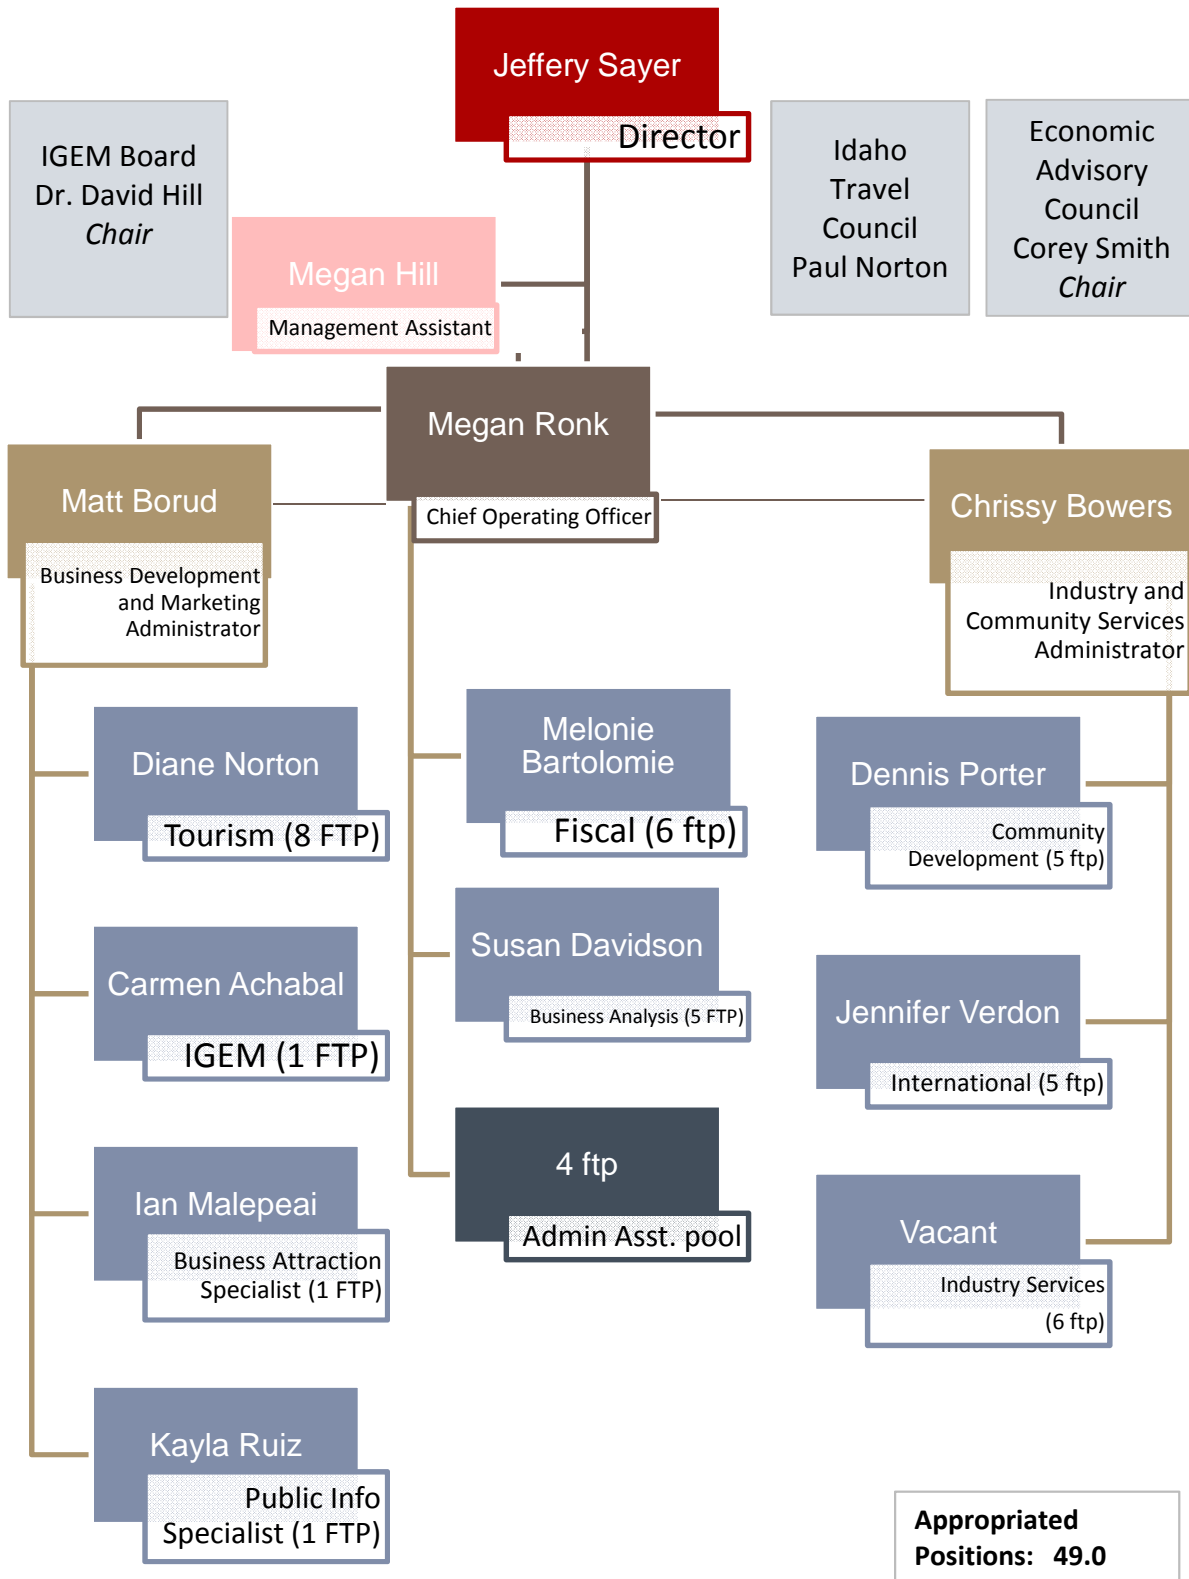 Jeffery Sayer
Director
IGEM Board
Dr. David Hill
Chair
Idaho
Travel
Council
Paul Norton
Economic
Advisory
Council
Corey Smith
Chair
Megan Hill
Management Assistant
Megan Ronk
Chief Operating Officer
Matt Borud
Business Development
and Marketing
Administrator
Chrissy Bowers
Industry and
Community Services
Administrator
Diane Norton
Tourism (8 FTP)
Carmen Achabal
IGEM (1 FTP)
Ian Malepeai
Business Attraction
Specialist (1 FTP)
Kayla Ruiz
Public Info
Specialist (1 FTP)
Melonie
Bartolomie
Fiscal (6 ftp)
Susan Davidson
Business Analysis (5 FTP)
4 ftp
Admin Asst. pool
Dennis Porter
Community
Development (5 ftp)
Jennifer Verdon
International (5 ftp)
Vacant
Industry Services
(6 ftp)
Appropriated
Positions: 49.0